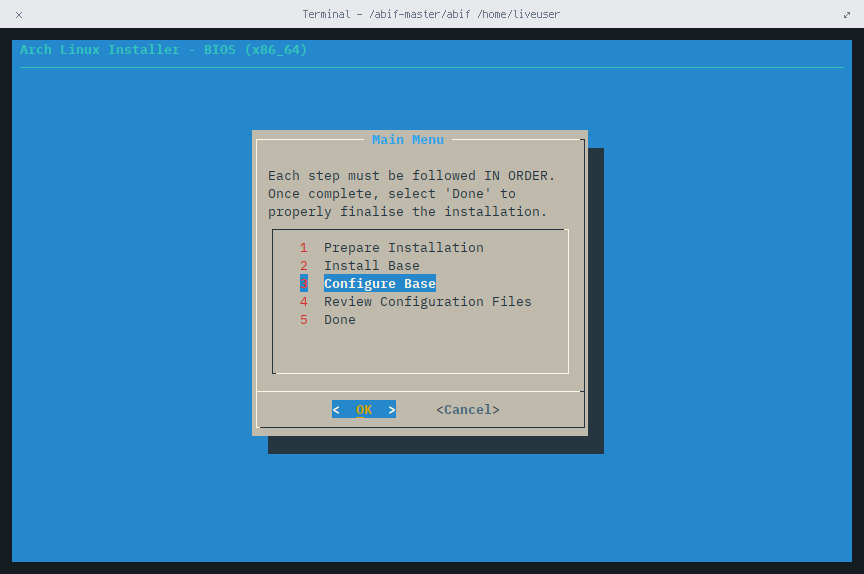 Terminal - /abif-master/abif /home/liveuser
Arch Linux Installer - BIOS (x86_64)
Main Menu
Each step must be followed IN ORDER.
Once complete, select 'Done' to
properly finalise the installation.
1 Prepare Installation
2 Install Base
3 Configure Base
4 Review Configuration Files
5 Done
< OK > <Cancel>